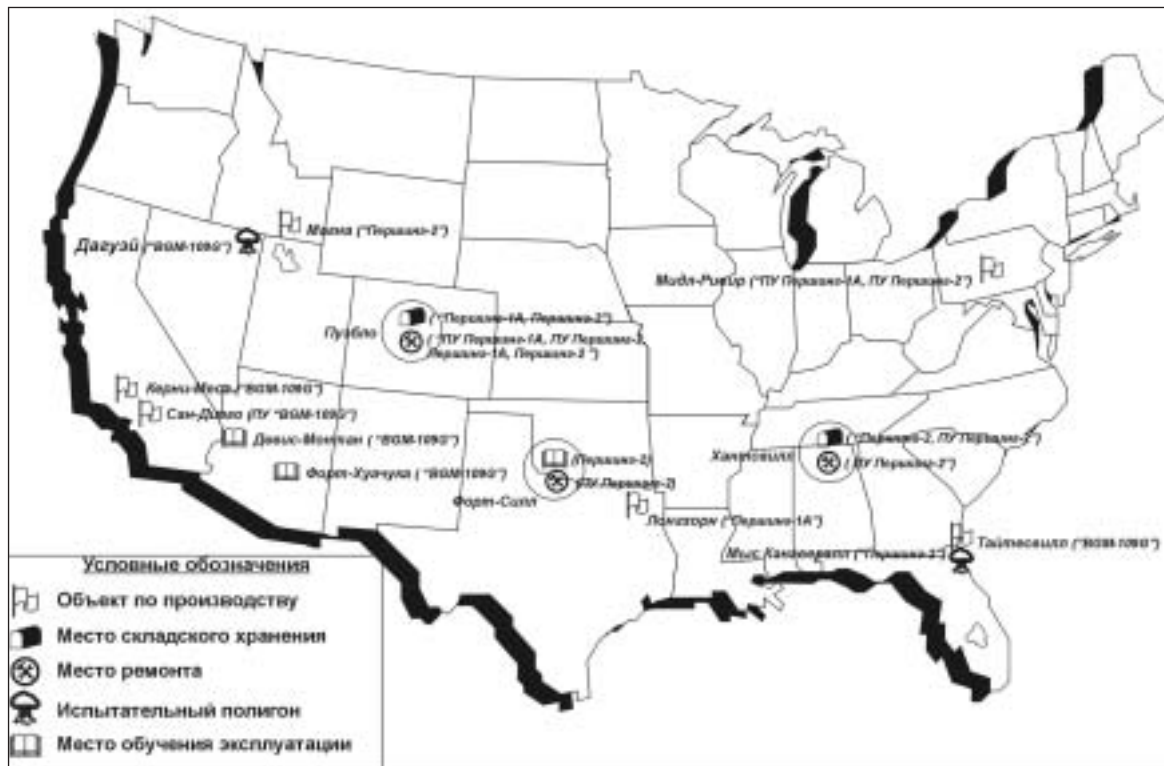 Магна ("Першинг-2")
Дагуэй ("BGM-109G")
Мидл-Ривир ("ПУ Першинг-1А, ПУ Першинг-2")
("Першинг-1А, Першинг-2")
Пуэбло
("ПУ Першинг-1А, ПУ Першинг-2,
Першинг-1А, Першинг-2")
Керни-Меса ("BGM-109G")
Сан-Диего (ПУ "BGM-109G")
Девис-Монтан ("BGM-109G")
Форт-Хуачука ("BGM-109G")
(Першинг-2)
(ПУ Першинг-2)
Форт-Силл
("Першинг-2, ПУ Першинг-2")
Хантсвилл
(ПУ Першинг-2")
Лонгхорн ("Першинг-1А")
Тайтесвилл ("BGM-109G")
Мыс Канавералл ("Першинг-2")
Условные обозначения
Объект по производству
Место складского хранения
Место ремонта
Испытательный полигон
Место обучения эксплуатации